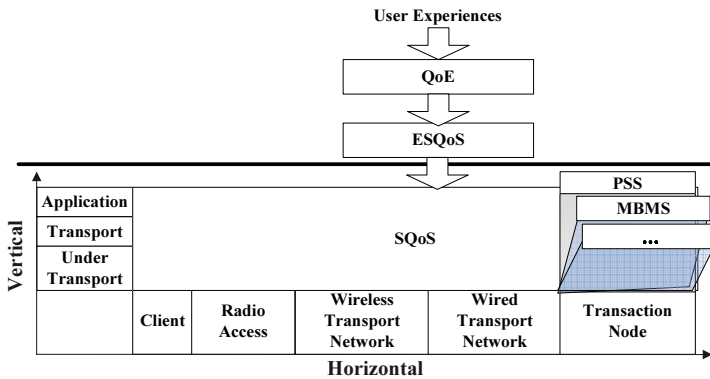 User Experiences
QoE
ESQoS
PSS
MBMS
...
Application
Transport
Under
Transport
SQoS
Vertical
Client
Radio
Access
Wireless
Transport
Network
Wired
Transport
Network
Transaction
Node
Horizontal